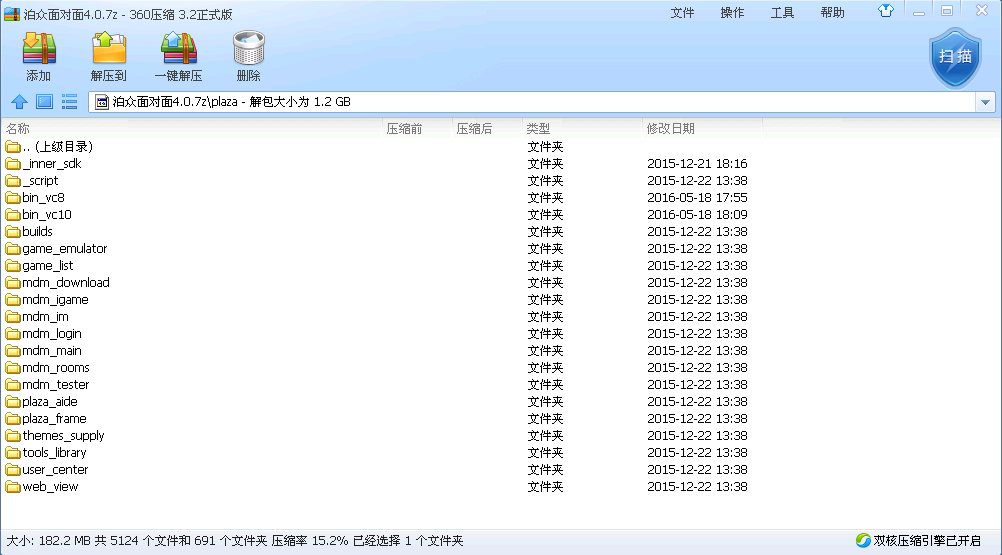 泊众面对面4.0.7z - 360压缩 3.2正式版 文件 操作 工具 帮助
添加 解压到 一键解压 删除 扫描
泊众面对面4.0.7z\plaza - 解包大小为 1.2 GB
名称 压缩前 压缩后 类型 修改日期
.. (上级目录) 文件夹
_inner_sdk 文件夹 2015-12-21 18:16
_script 文件夹 2015-12-22 13:38
bin_vc8 文件夹 2016-05-18 17:55
bin_vc10 文件夹 2016-05-18 18:09
builds 文件夹 2015-12-22 13:38
game_emulator 文件夹 2015-12-22 13:38
game_list 文件夹 2015-12-22 13:38
mdm_download 文件夹 2015-12-22 13:38
mdm_igame 文件夹 2015-12-22 13:38
mdm_im 文件夹 2015-12-22 13:38
mdm_login 文件夹 2015-12-22 13:38
mdm_main 文件夹 2015-12-22 13:38
mdm_rooms 文件夹 2015-12-22 13:38
mdm_tester 文件夹 2015-12-22 13:38
plaza_aide 文件夹 2015-12-22 13:38
plaza_frame 文件夹 2015-12-22 13:38
themes_supply 文件夹 2015-12-22 13:38
tools_library 文件夹 2015-12-22 13:38
user_center 文件夹 2015-12-22 13:38
web_view 文件夹 2015-12-22 13:38
大小: 182.2 MB 共 5124 个文件和 691 个文件夹 压缩率 15.2% 已经选择 1 个文件夹 双核压缩引擎已开启